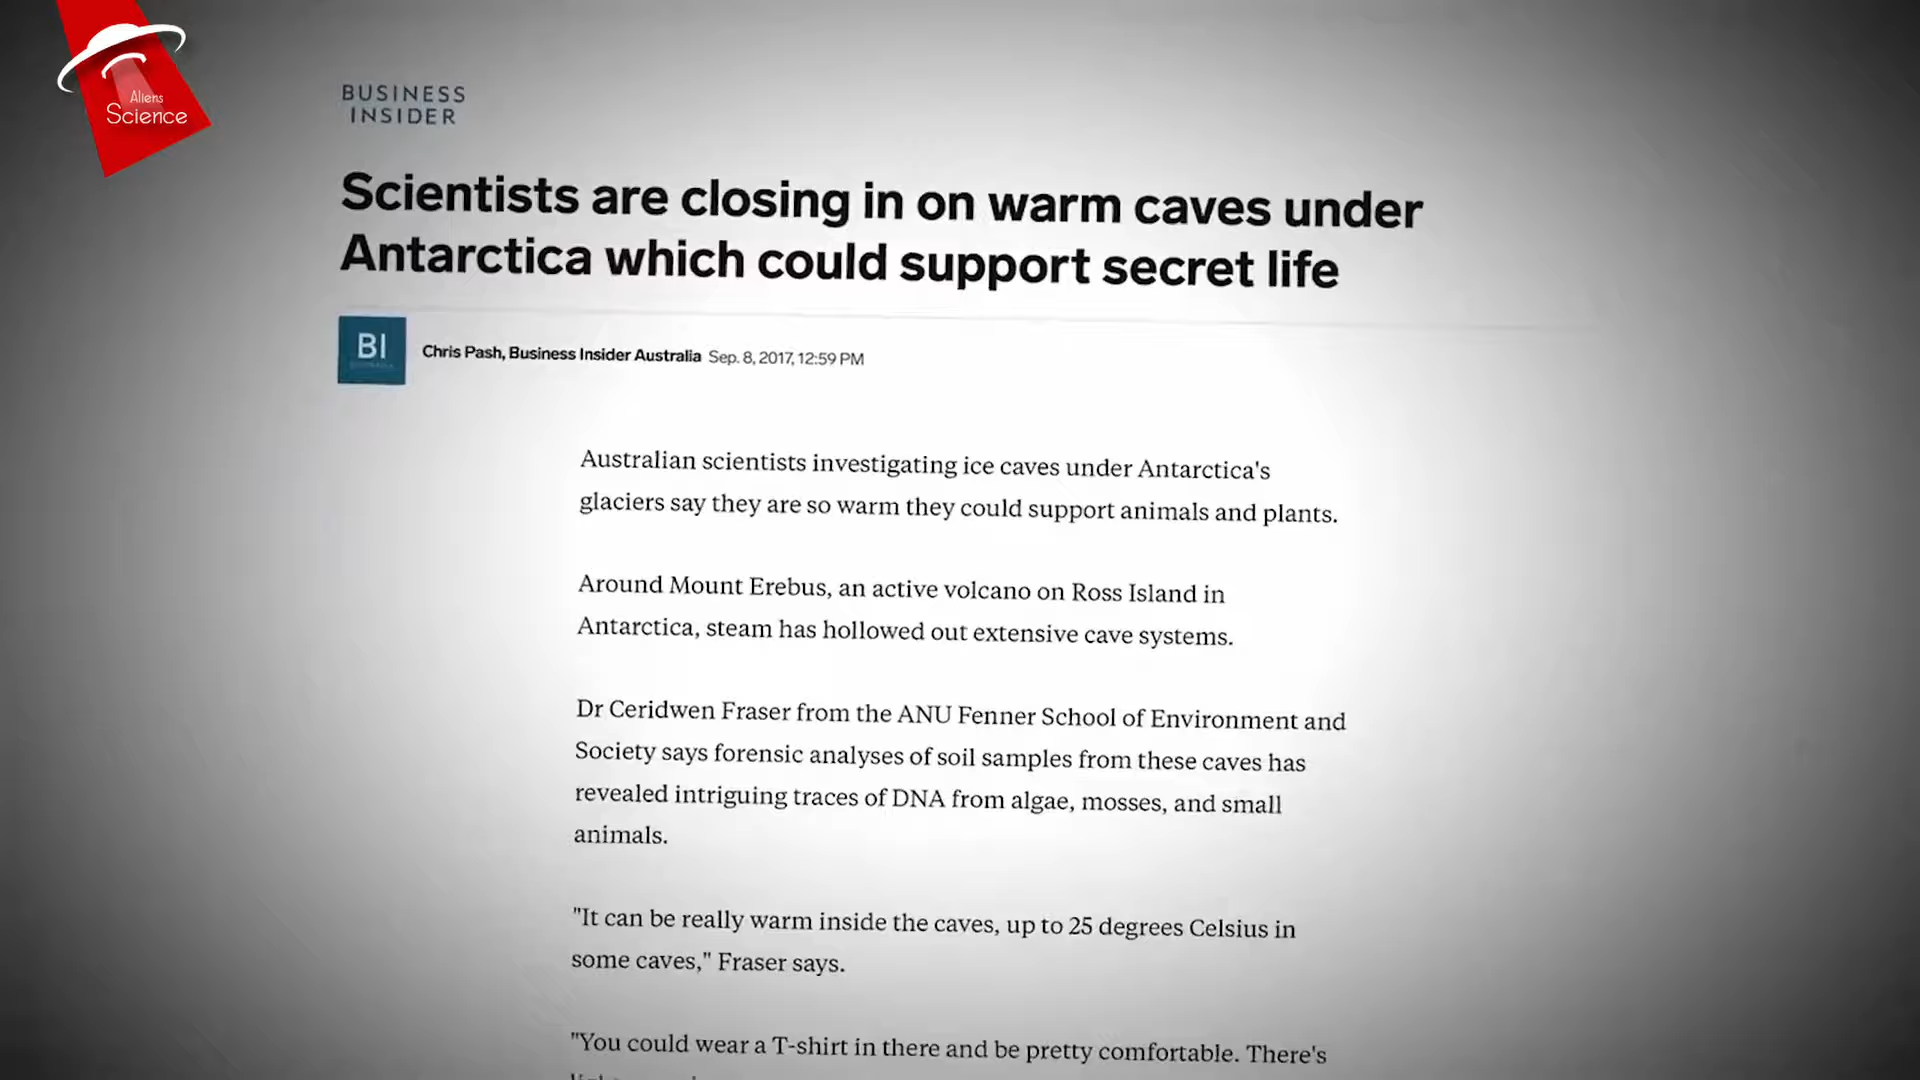 Aliens
Science
BUSINESS
INSIDER
Scientists are closing in on warm caves under
Antarctica which could support secret life
BI
Chris Pash, Business Insider Australia Sep. 8, 2017, 12:59 PM
Australian scientists investigating ice caves under Antarctica's
glaciers say they are so warm they could support animals and plants.
Around Mount Erebus, an active volcano on Ross Island in
Antarctica, steam has hollowed out extensive cave systems.
Dr Ceridwen Fraser from the ANU Fenner School of Environment and
Society says forensic analyses of soil samples from these caves has
revealed intriguing traces of DNA from algae, mosses, and small
animals.
"It can be really warm inside the caves, up to 25 degrees Celsius in
some caves," Fraser says.
"You could wear a T-shirt in there and be pretty comfortable. There's